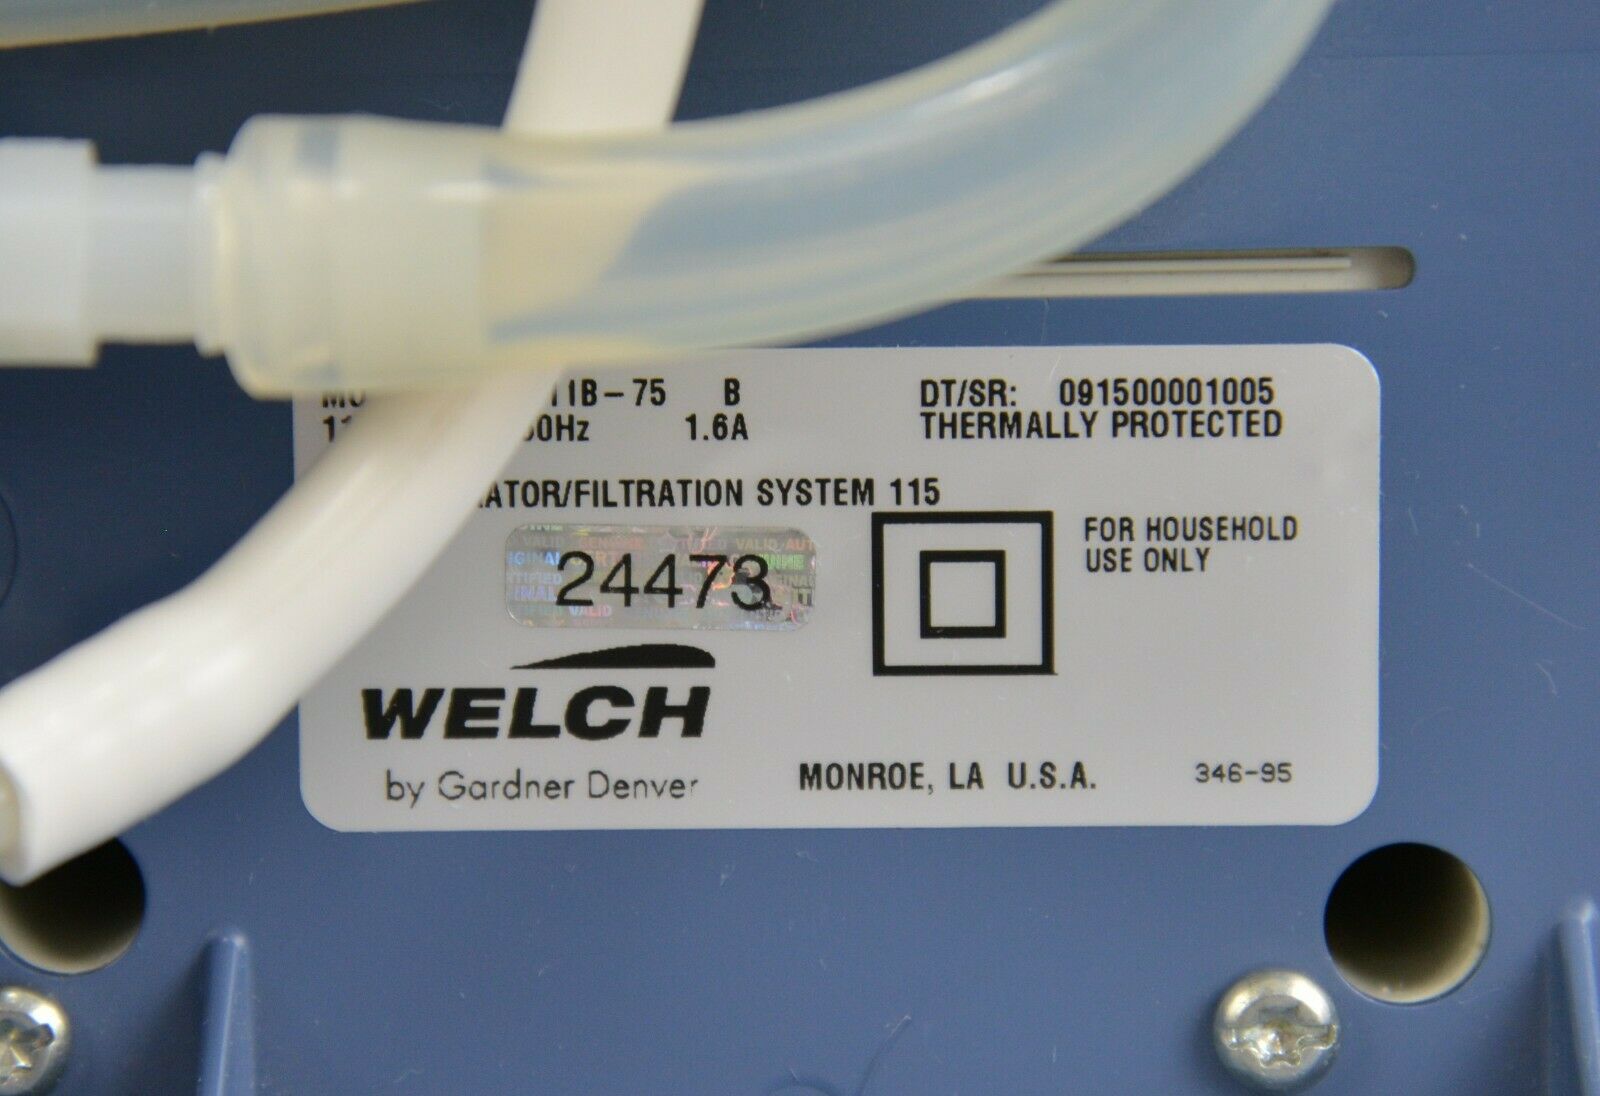 11B-75 B DT/SR: 091500001005
1.6A THERMALLY PROTECTED
/FILTRATION SYSTEM 115
FOR HOUSEHOLD
USE ONLY
24473
WELCH
by Gardner Denver
MONROE, LA U.S.A. 346-95